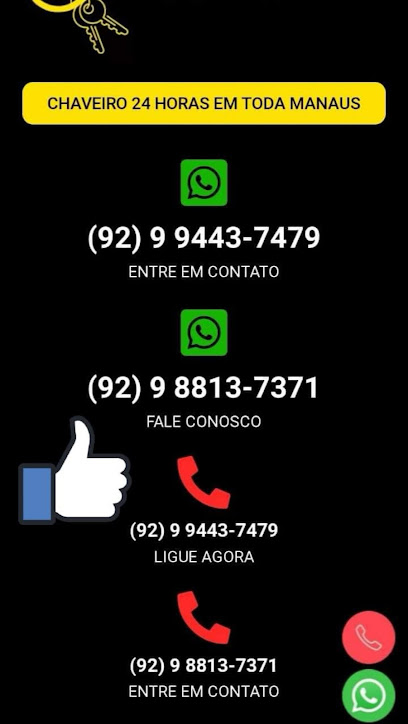 CHAVEIRO 24 HORAS EM TODA MANAUS
(92) 9 9443-7479
ENTRE EM CONTATO
(92) 9 8813-7371
FALE CONOSCO
(92) 9 9443-7479
LIGUE AGORA
(92) 9 8813-7371
ENTRE EM CONTATO